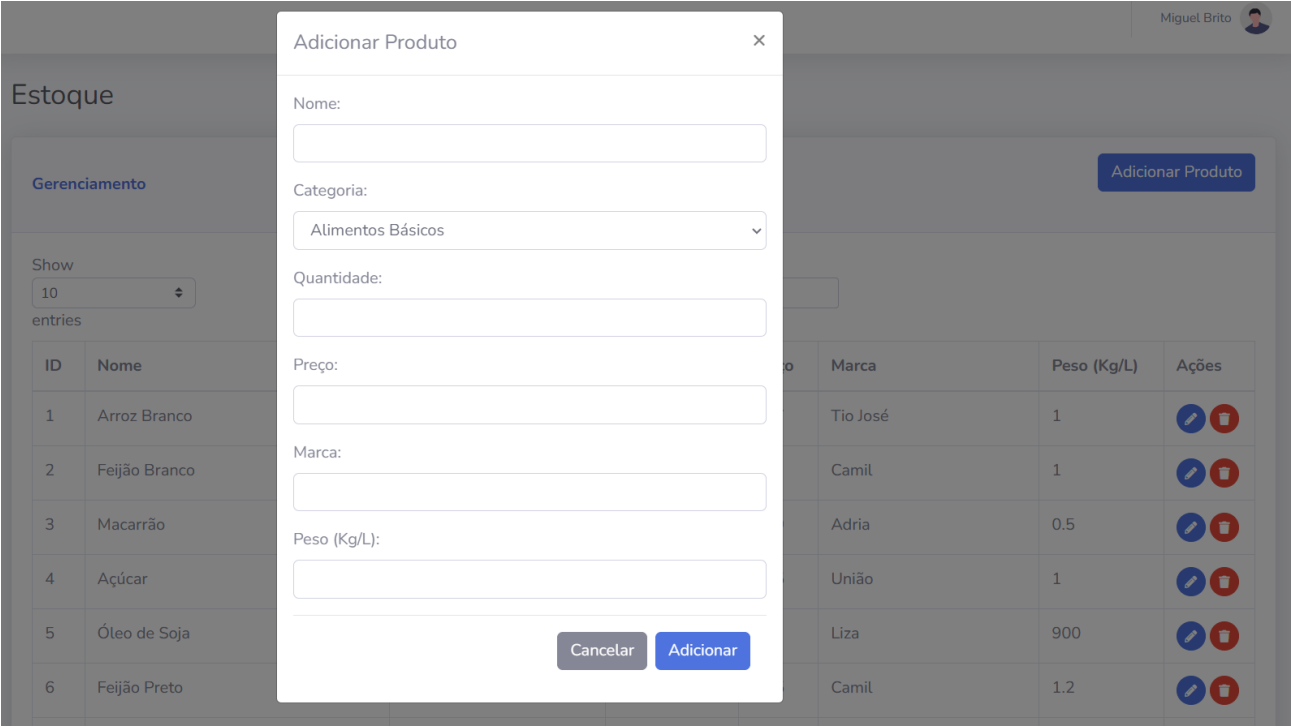 Miguel Brito
Adicionar Produto ×
Estoque
Nome:
Gerenciamento
Adicionar Produto
Categoria:
Alimentos Básicos
Show
10
entries
Quantidade:
Preço:
Marca:
Peso (Kg/L):
Cancelar Adicionar
ID Nome Marca Peso (Kg/L) Ações
1 Arroz Branco Tio José 1
2 Feijão Branco Camil 1
3 Macarrão Adria 0.5
4 Açúcar União 1
5 Óleo de Soja Liza 900
6 Feijão Preto Camil 1.2